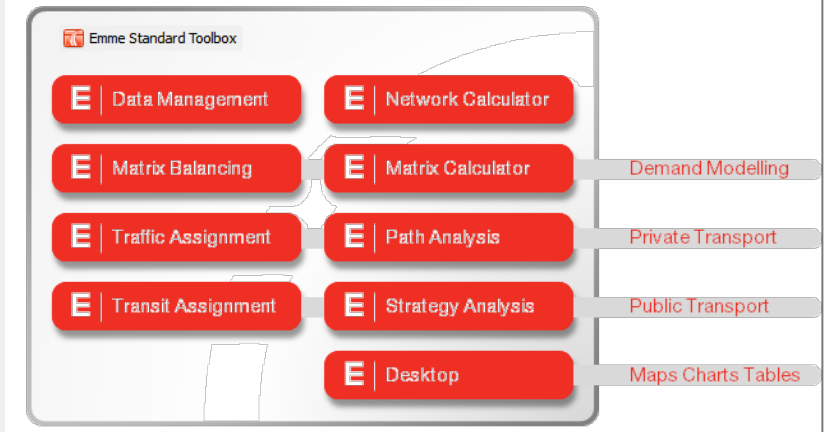 Emme Standard Toolbox
E | Data Management
E | Network Calculator
E | Matrix Balancing
E | Matrix Calculator
Demand Modelling
E | Traffic Assignment
E | Path Analysis
Private Transport
E | Transit Assignment
E | Strategy Analysis
Public Transport
E | Desktop
Maps Charts Tables